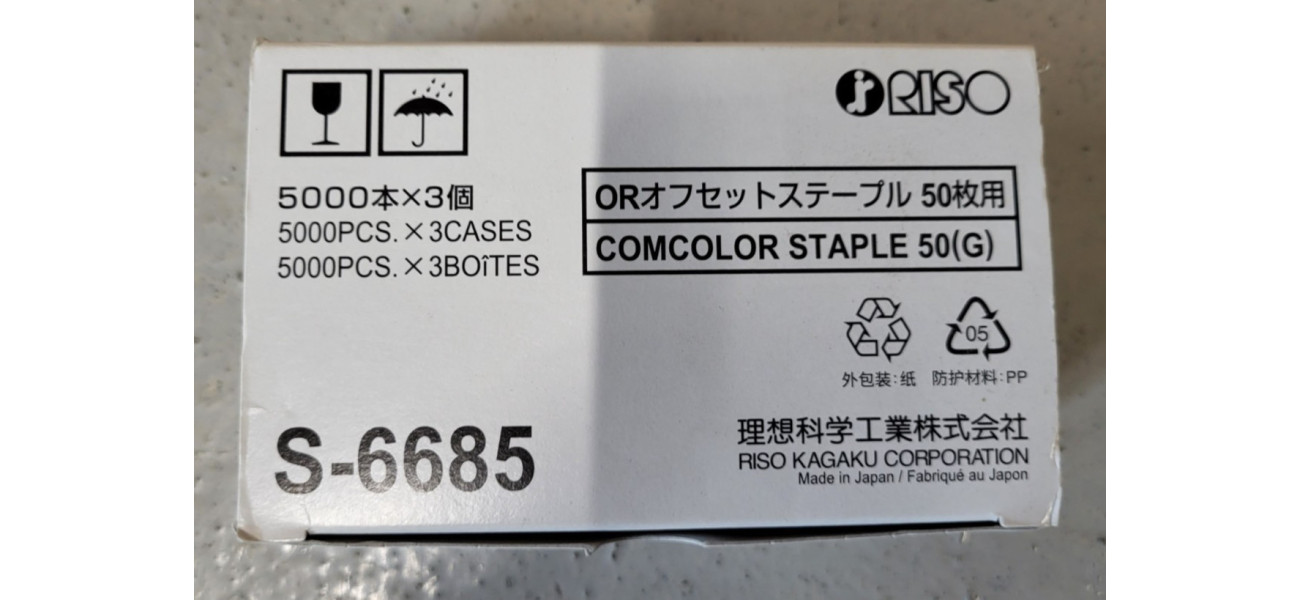 RISO
5000本×3個
5000PCS.×3CASES
5000PCS.×3BOîTES
ORオフセットステープル 50枚用
COMCOLOR STAPLE 50(G)
05
外包装:纸 防护材料:PP
S-6685
理想科学工業株式会社
RISO KAGAKU CORPORATION
Made in Japan / Fabriqué au Japon